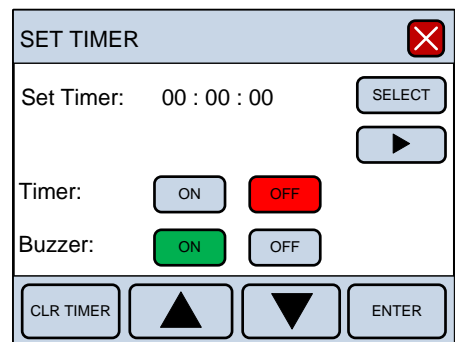 SET TIMER
Set Timer: 00 : 00 : 00 SELECT
Timer: ON OFF
Buzzer: ON OFF
CLR TIMER ENTER